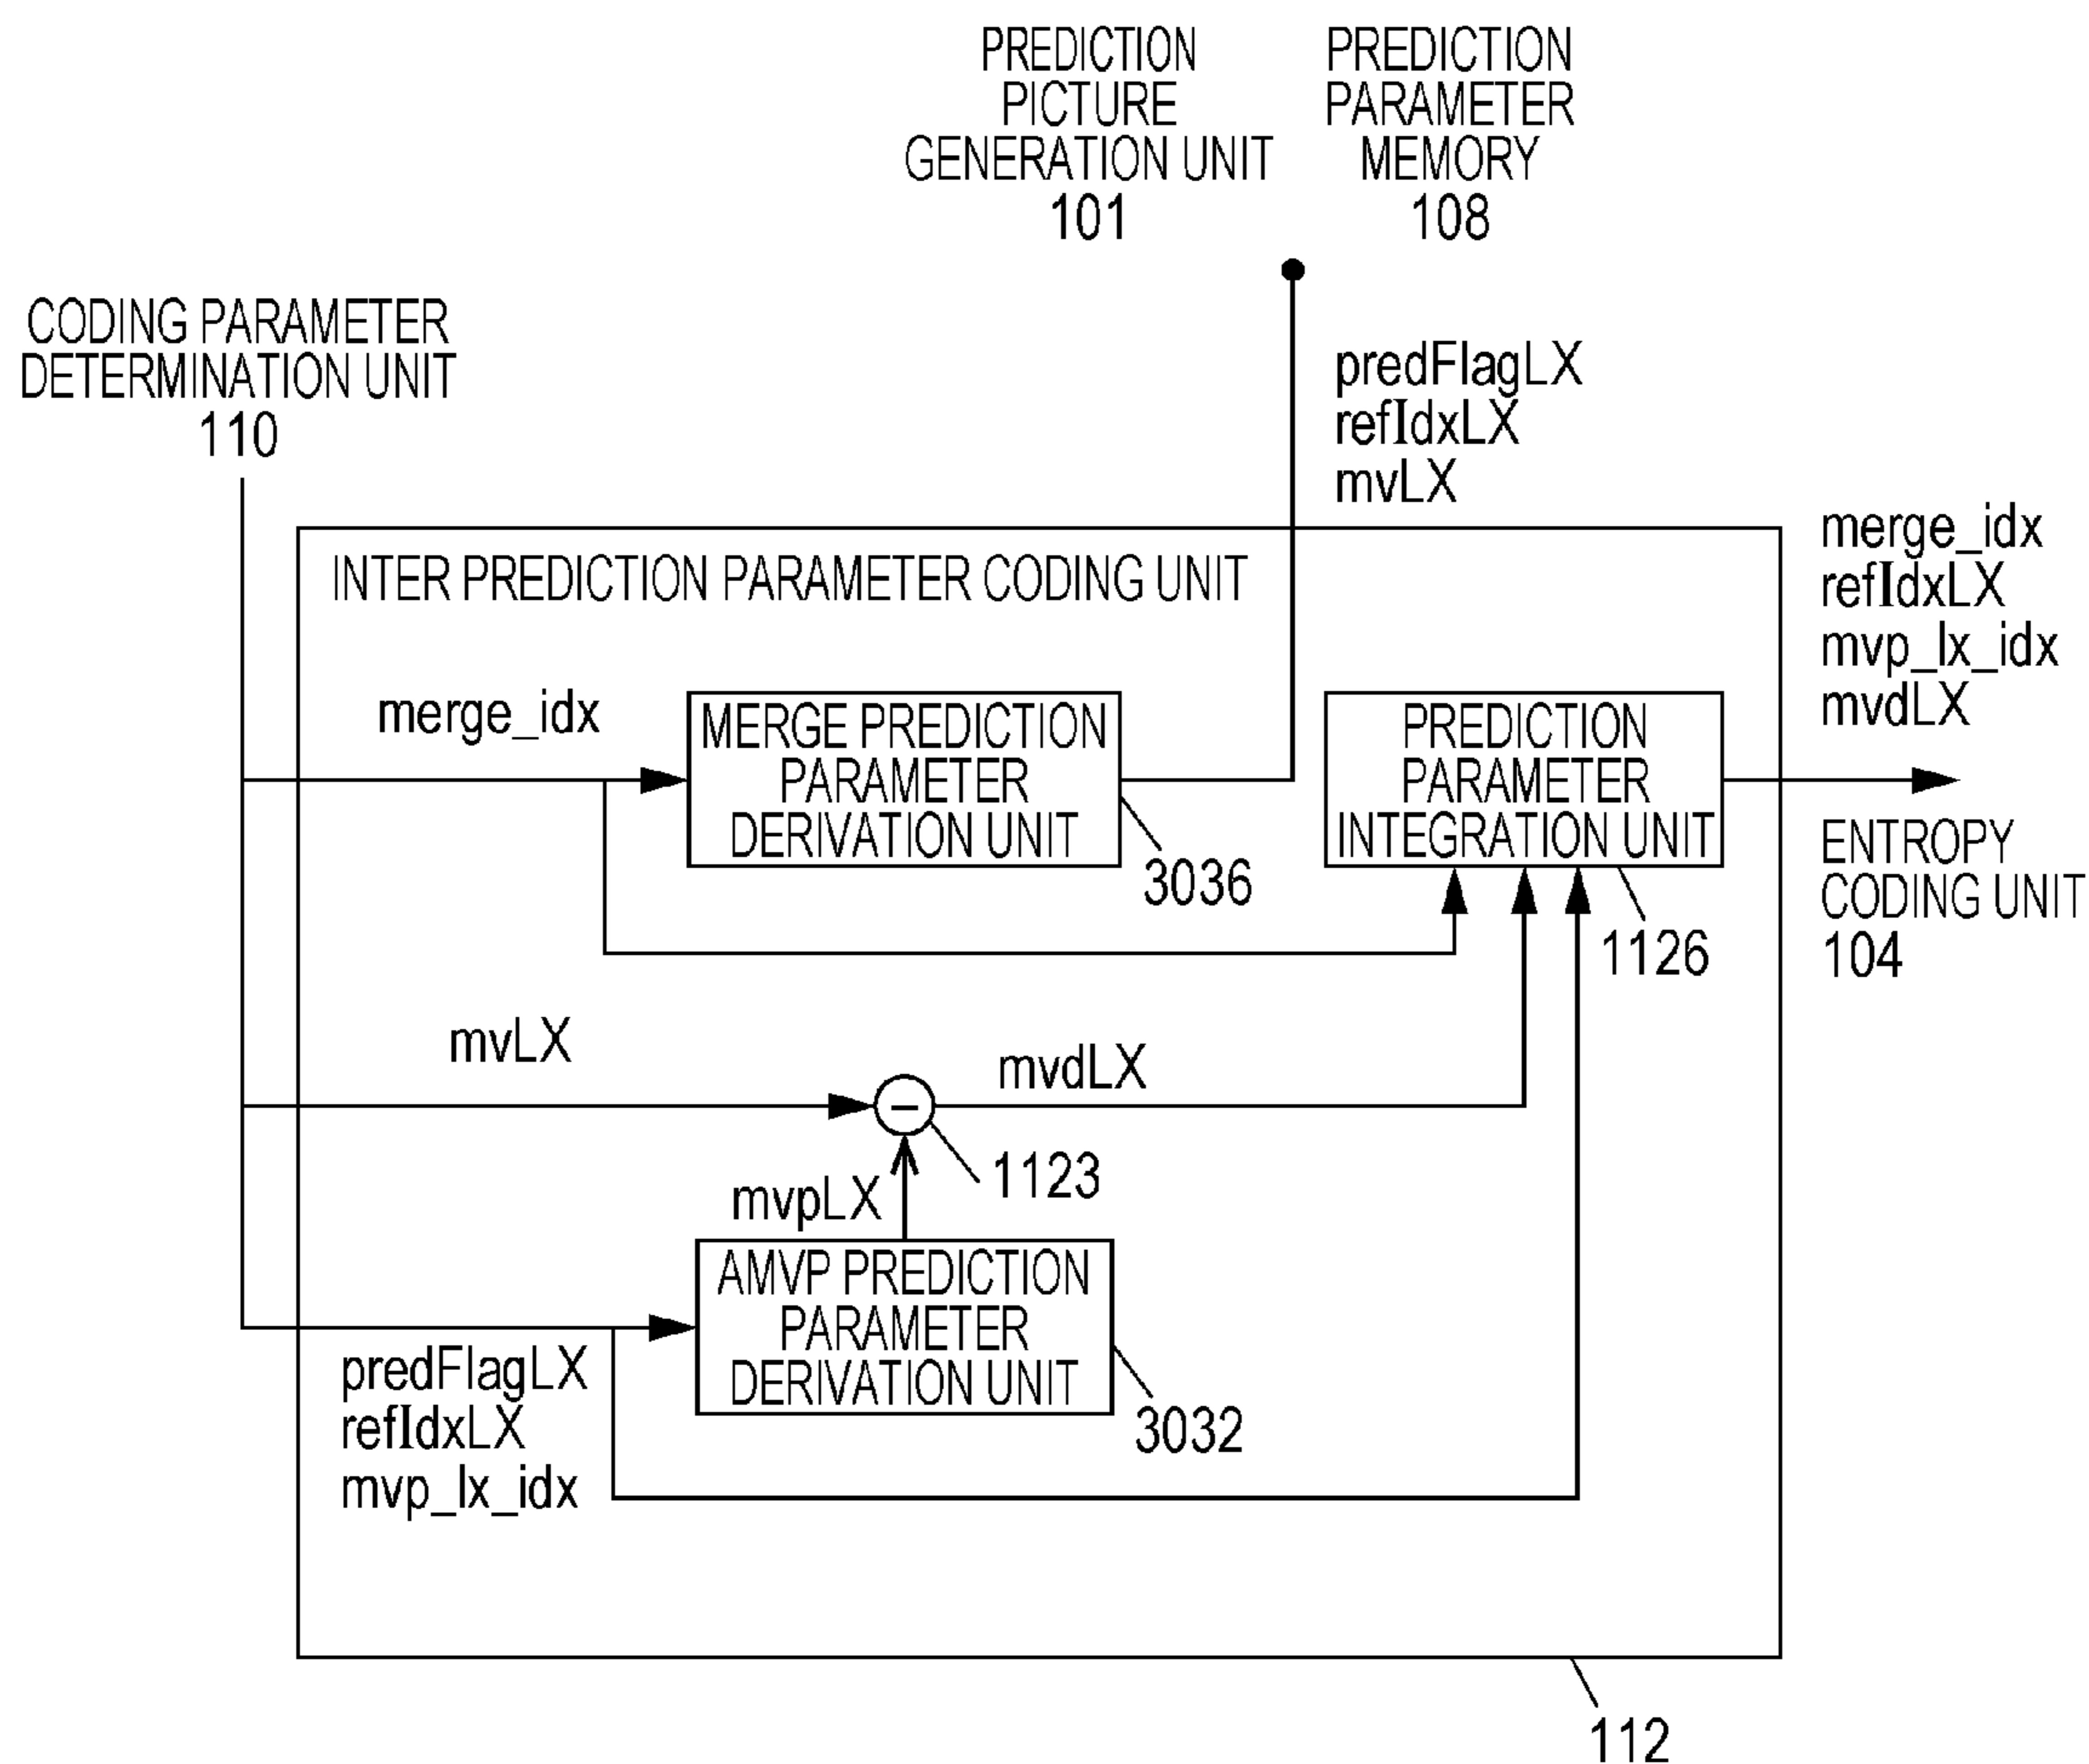 PREDICTION
PICTURE
GENERATION UNIT
101
PREDICTION
PARAMETER
MEMORY
108
CODING PARAMETER
DETERMINATION UNIT
110
predFlagLX
refIdxLX
mvLX
INTER PREDICTION PARAMETER CODING UNIT
merge_idx
refIdxLX
mvp_lx_idx
mvdLX
merge_idx
MERGE PREDICTION
PARAMETER
DERIVATION UNIT
3036
PREDICTION
PARAMETER
INTEGRATION UNIT
1126
ENTROPY
CODING UNIT
104
mvLX
mvdLX
−
1123
mvpLX
AMVP PREDICTION
PARAMETER
DERIVATION UNIT
3032
predFlagLX
refIdxLX
mvp_lx_idx
112